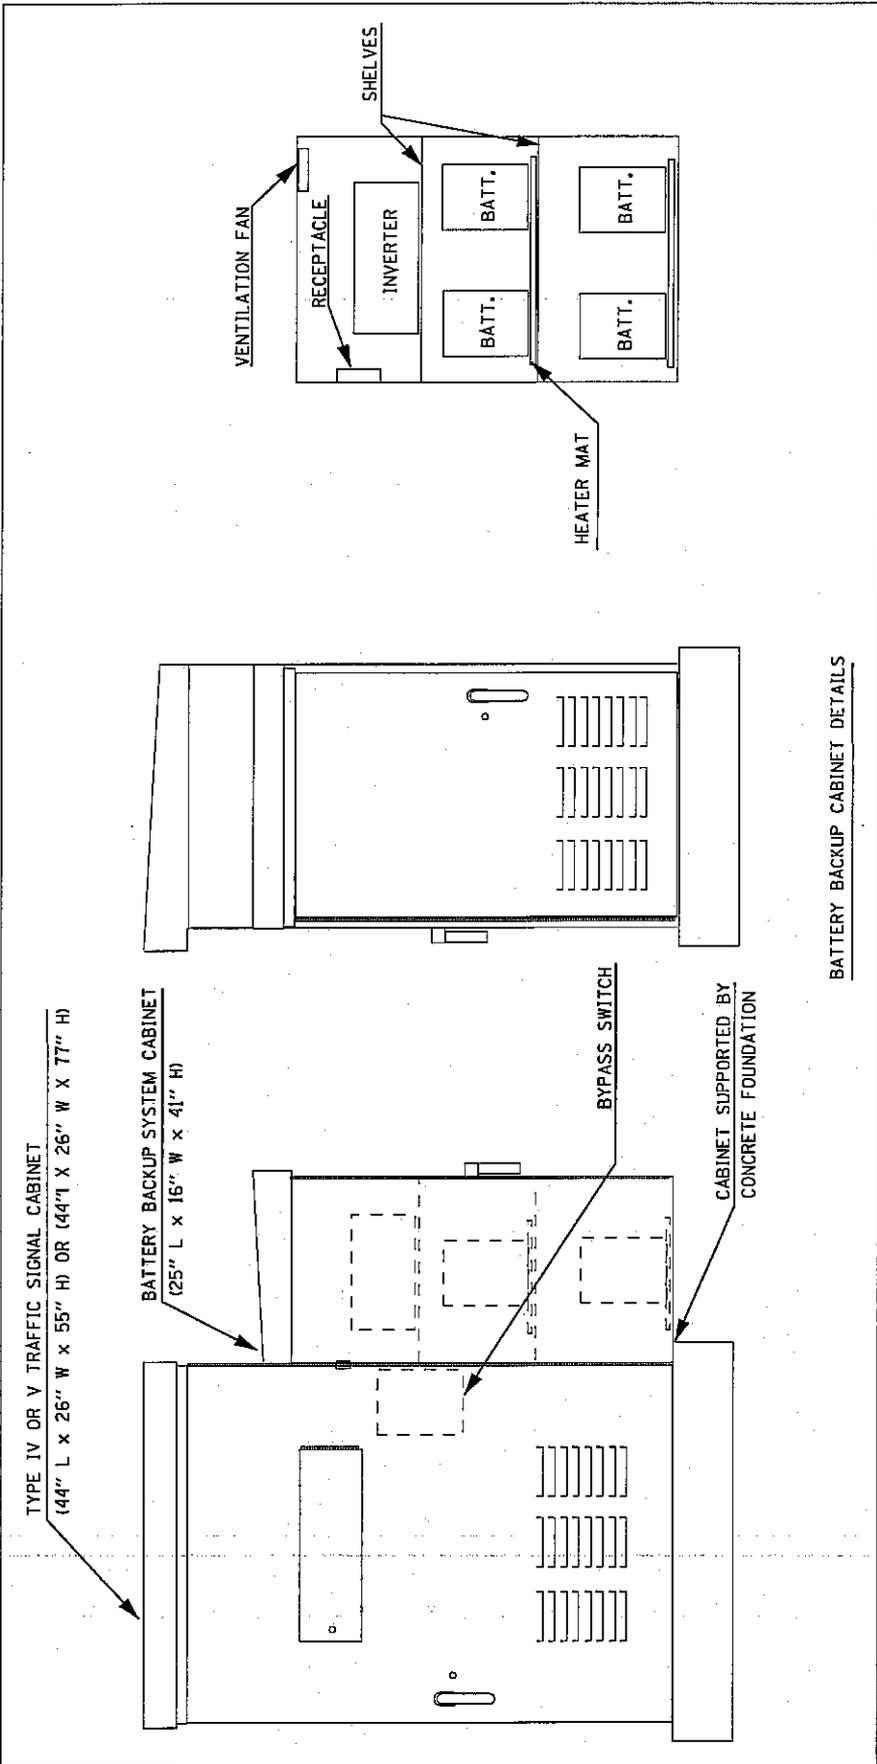 TYPE IV OR V TRAFFIC SIGNAL CABINET
(44" L x 26" W x 55" H) OR (44"l X 26" W X 77" H)
BATTERY BACKUP SYSTEM CABINET
(25" L x 16" W x 41" H)
BYPASS SWITCH
CABINET SUPPORTED BY
CONCRETE FOUNDATION
VENTILATION FAN
RECEPTACLE
SHELVES
INVERTER
BATT.
BATT.
BATT.
BATT.
HEATER MAT
BATTERY BACKUP CABINET DETAILS